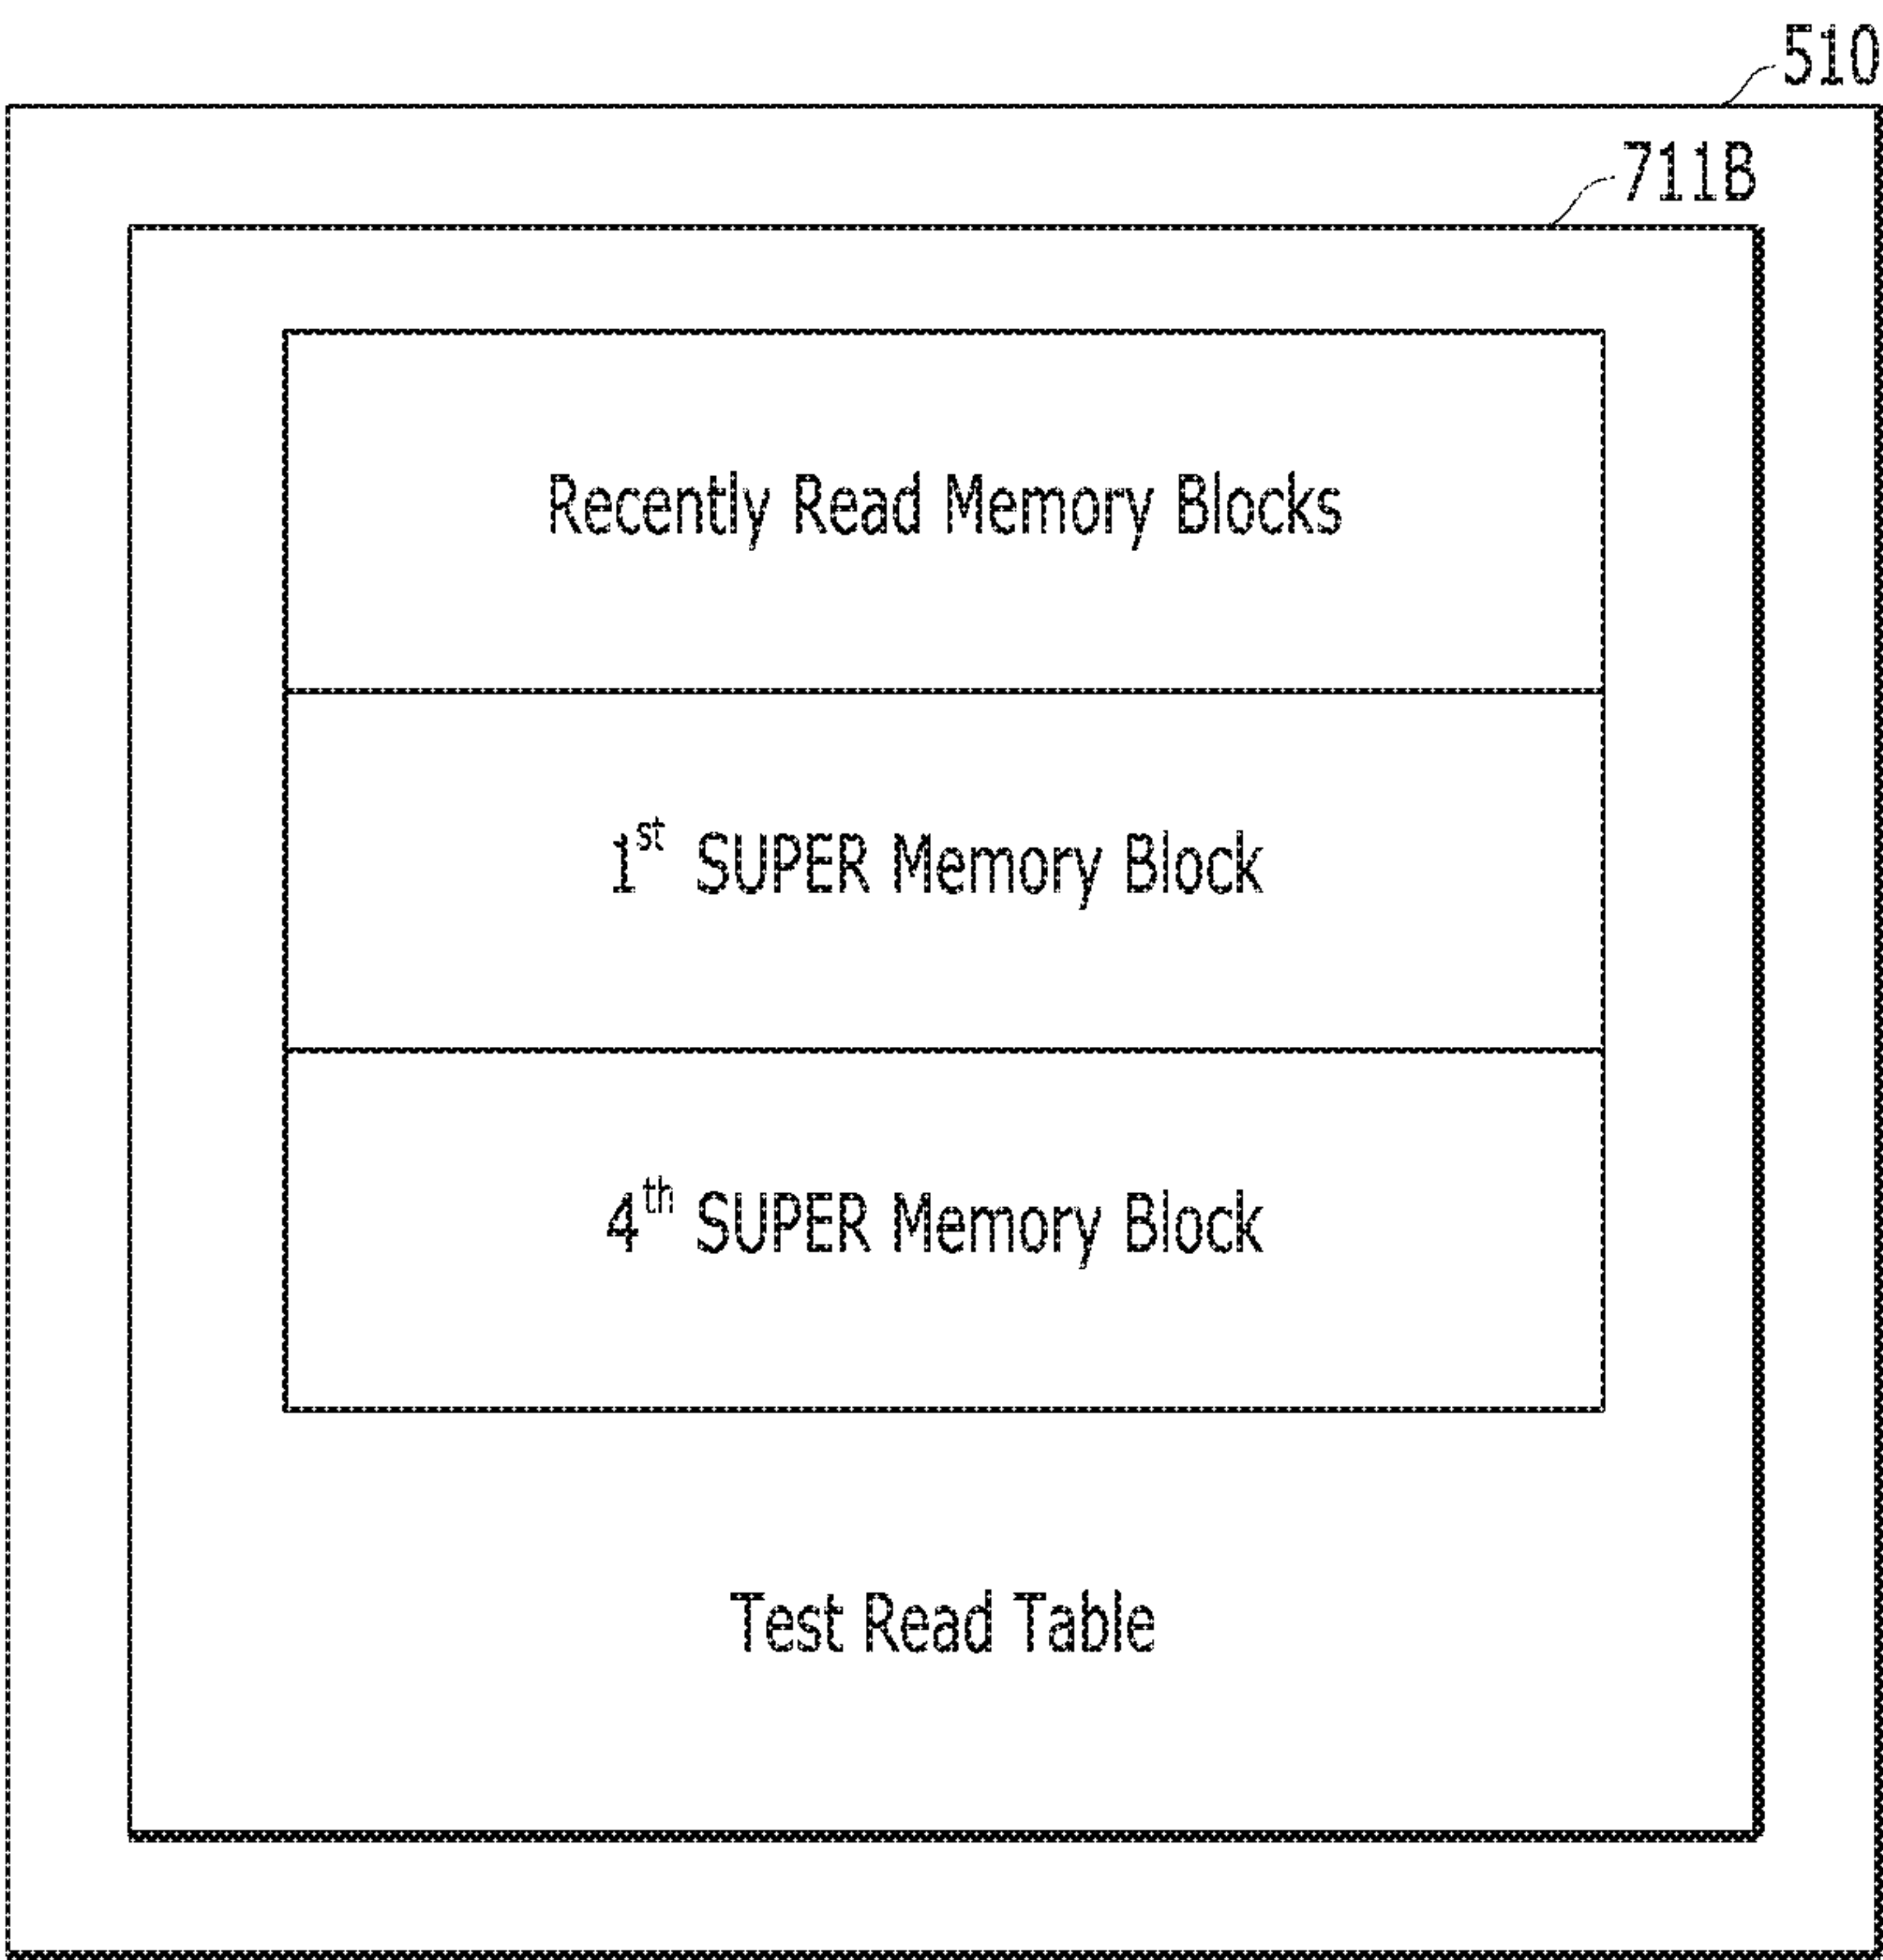 510
711B
Recently Read Memory Blocks
1st SUPER Memory Block
4th SUPER Memory Block
Test Read Table